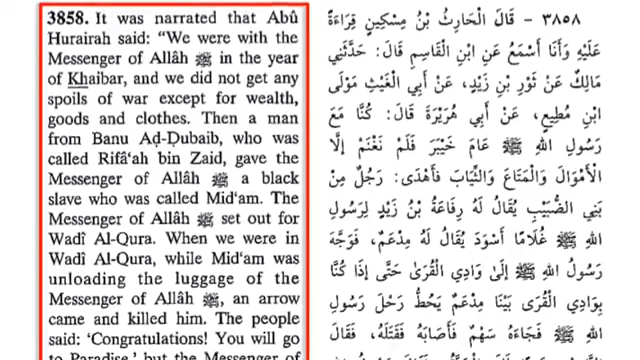 3858. It was narrated that Abû
Hurairah said: "We were with the
Messenger of Allâh ﷺ in the year
of Khaibar, and we did not get any
spoils of war except for wealth,
goods and clothes. Then a man
from Banu Aḍ-Ḍubaib, who was
called Rifâ'ah bin Zaid, gave the
Messenger of Allâh ﷺ a black
slave who was called Mid'am. The
Messenger of Allâh ﷺ set out for
Wadî Al-Qura. When we were in
Wadî Al-Qura, while Mid'am was
unloading the luggage of the
Messenger of Allâh ﷺ, an arrow
came and killed him. The people
said: 'Congratulations! You will go
to Paradise,' but the Messenger of
٣٨٥٨ - قَالَ الْحَارِثُ بْنُ مِسْكِينٍ قِرَاءَةً
عَلَيْهِ وَأَنَا أَسْمَعُ عَنِ ابْنِ الْقَاسِمِ قَالَ: حَدَّثَنِي
مَالِكٌ عَنْ ثَوْرِ بْنِ زَيْدٍ، عَنْ أَبِي الْغَيْثِ مَوْلَى
ابْنِ مُطِيعٍ، عَنْ أَبِي هُرَيْرَةَ قَالَ: كُنَّا مَعَ
رَسُولِ اللهِ ﷺ عَامَ خَيْبَرَ فَلَمْ نَغْنَمْ إِلَّا
الْأَمْوَالَ وَالْمَتَاعَ وَالثِّيَابَ فَأَهْدَى: رَجُلٌ مِنْ
بَنِي الضُّبَيْبِ يُقَالُ لَهُ رِفَاعَةُ بْنُ زَيْدٍ لِرَسُولِ
اللهِ ﷺ غُلَامًا أَسْوَدَ يُقَالُ لَهُ مِدْعَمٌ، فَوَجَّهَ
رَسُولُ اللهِ ﷺ إِلَىٰ وَادِي الْقُرَىٰ حَتَّىٰ إِذَا كُنَّا
بِوَادِي الْقُرَىٰ بَيْنَا مِدْعَمٌ يَحُطُّ رَحْلَ رَسُولِ
اللهِ ﷺ فَجَاءَهُ سَهْمٌ فَأَصَابَهُ فَقَتَلَهُ، فَقَالَ